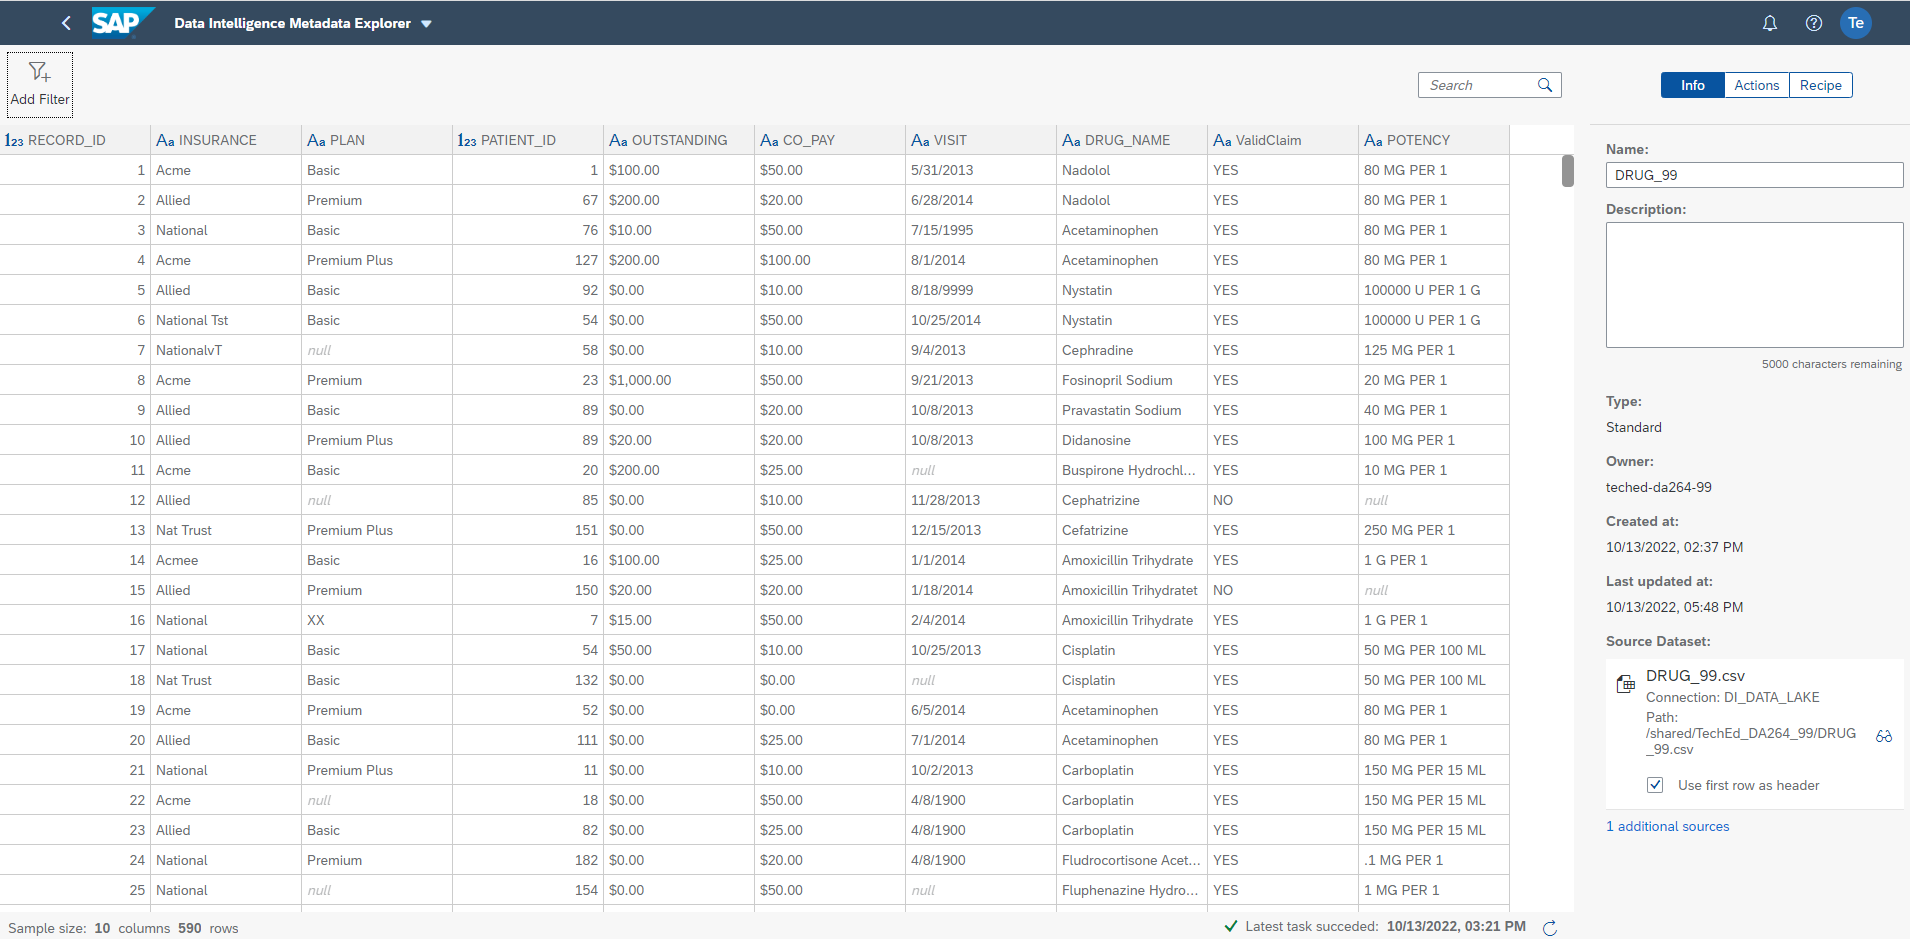 SAP Data Intelligence Metadata Explorer Te
Add Filter
Search
Info Actions Recipe
RECORD_ID INSURANCE PLAN PATIENT_ID OUTSTANDING CO_PAY VISIT DRUG_NAME ValidClaim POTENCY
1 Acme Basic 1 $100.00 $50.00 5/31/2013 Nadolol YES 80 MG PER 1
2 Allied Premium 67 $200.00 $20.00 6/28/2014 Nadolol YES 80 MG PER 1
3 National Basic 76 $10.00 $50.00 7/15/1995 Acetaminophen YES 80 MG PER 1
4 Acme Premium Plus 127 $200.00 $100.00 8/1/2014 Acetaminophen YES 80 MG PER 1
5 Allied Basic 92 $0.00 $10.00 8/18/9999 Nystatin YES 100000 U PER 1 G
6 National Tst Basic 54 $0.00 $50.00 10/25/2014 Nystatin YES 100000 U PER 1 G
7 NationalvT null 58 $0.00 $10.00 9/4/2013 Cephradine YES 125 MG PER 1
8 Acme Premium 23 $1,000.00 $50.00 9/21/2013 Fosinopril Sodium YES 20 MG PER 1
9 Allied Basic 89 $0.00 $20.00 10/8/2013 Pravastatin Sodium YES 40 MG PER 1
10 Allied Premium Plus 89 $20.00 $20.00 10/8/2013 Didanosine YES 100 MG PER 1
11 Acme Basic 20 $200.00 $25.00 null Buspirone Hydrochl... YES 10 MG PER 1
12 Allied null 85 $0.00 $10.00 11/28/2013 Cephatrizine NO null
13 Nat Trust Premium Plus 151 $0.00 $50.00 12/15/2013 Cefatrizine YES 250 MG PER 1
14 Acmee Basic 16 $100.00 $25.00 1/1/2014 Amoxicillin Trihydrate YES 1 G PER 1
15 Allied Premium 150 $20.00 $20.00 1/18/2014 Amoxicillin Trihydratet NO null
16 National XX 7 $15.00 $50.00 2/4/2014 Amoxicillin Trihydrate YES 1 G PER 1
17 National Basic 54 $50.00 $10.00 10/25/2013 Cisplatin YES 50 MG PER 100 ML
18 Nat Trust Basic 132 $0.00 $0.00 null Cisplatin YES 50 MG PER 100 ML
19 Acme Premium 52 $0.00 $0.00 6/5/2014 Acetaminophen YES 80 MG PER 1
20 Allied Basic 111 $0.00 $25.00 7/1/2014 Acetaminophen YES 80 MG PER 1
21 National Premium Plus 11 $0.00 $10.00 10/2/2013 Carboplatin YES 150 MG PER 15 ML
22 Acme null 18 $0.00 $50.00 4/8/1900 Carboplatin YES 150 MG PER 15 ML
23 Allied Basic 82 $0.00 $25.00 4/8/1900 Carboplatin YES 150 MG PER 15 ML
24 National Premium 182 $0.00 $20.00 4/8/1900 Fludrocortisone Acet... YES .1 MG PER 1
25 National null 154 $0.00 $50.00 null Fluphenazine Hydro... YES 1 MG PER 1
Sample size: 10 columns 590 rows
Latest task succeded: 10/13/2022, 03:21 PM
Name:
DRUG_99
Description:
5000 characters remaining
Type:
Standard
Owner:
teched-da264-99
Created at:
10/13/2022, 02:37 PM
Last updated at:
10/13/2022, 05:48 PM
Source Dataset:
DRUG_99.csv
Connection: DI_DATA_LAKE
Path:
/shared/TechEd_DA264_99/DRUG
_99.csv
Use first row as header
1 additional sources